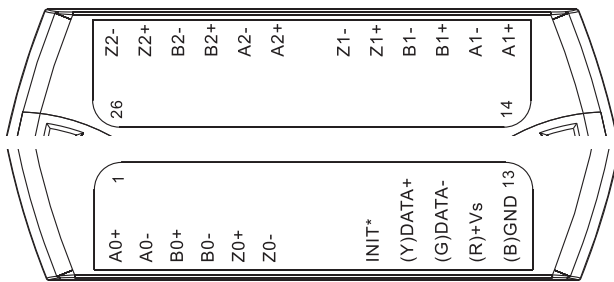 Z2-
Z2+
B2-
B2+
A2-
A2+
Z1-
Z1+
B1-
B1+
A1-
A1+
26
14
1
13
A0+
A0-
B0+
B0-
Z0+
Z0-
INIT*
(Y)DATA+
(G)DATA-
(R)+Vs
(B)GND